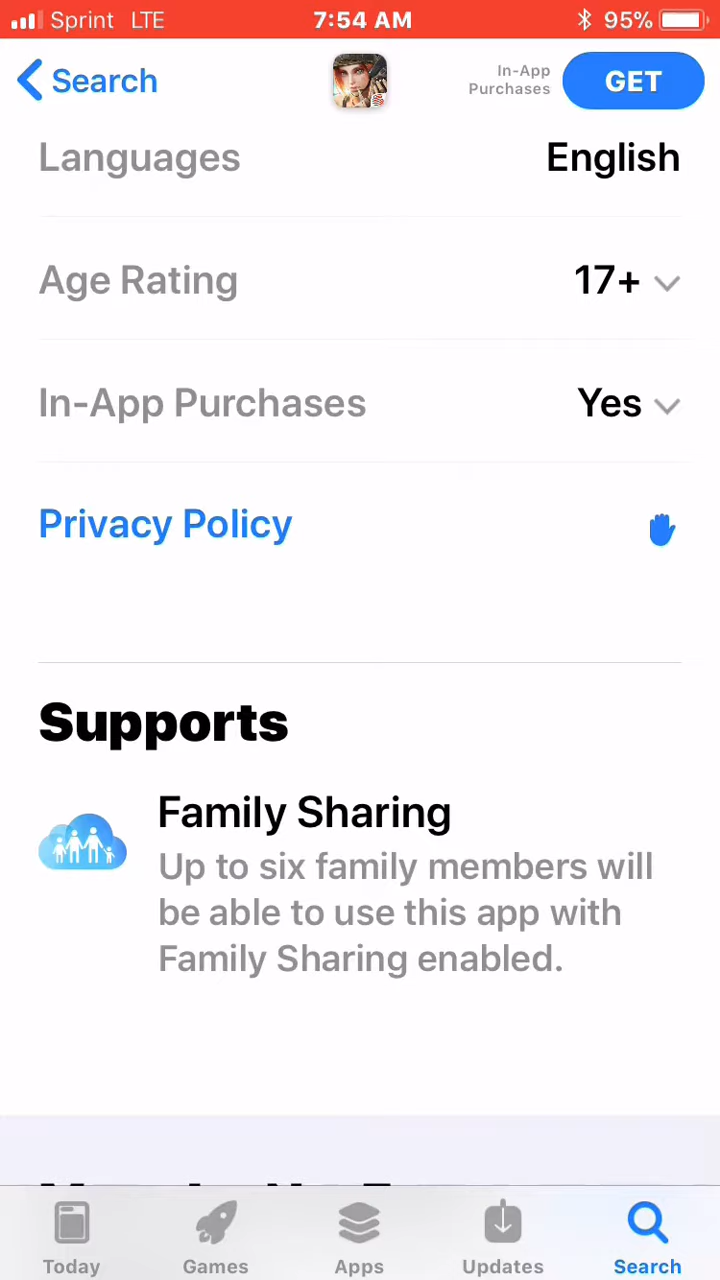 Sprint LTE 7:54 AM 95%
Search In-App Purchases GET
Languages English
Age Rating 17+
In-App Purchases Yes
Privacy Policy
Supports
Family Sharing
Up to six family members will
be able to use this app with
Family Sharing enabled.
Today Games Apps Updates Search